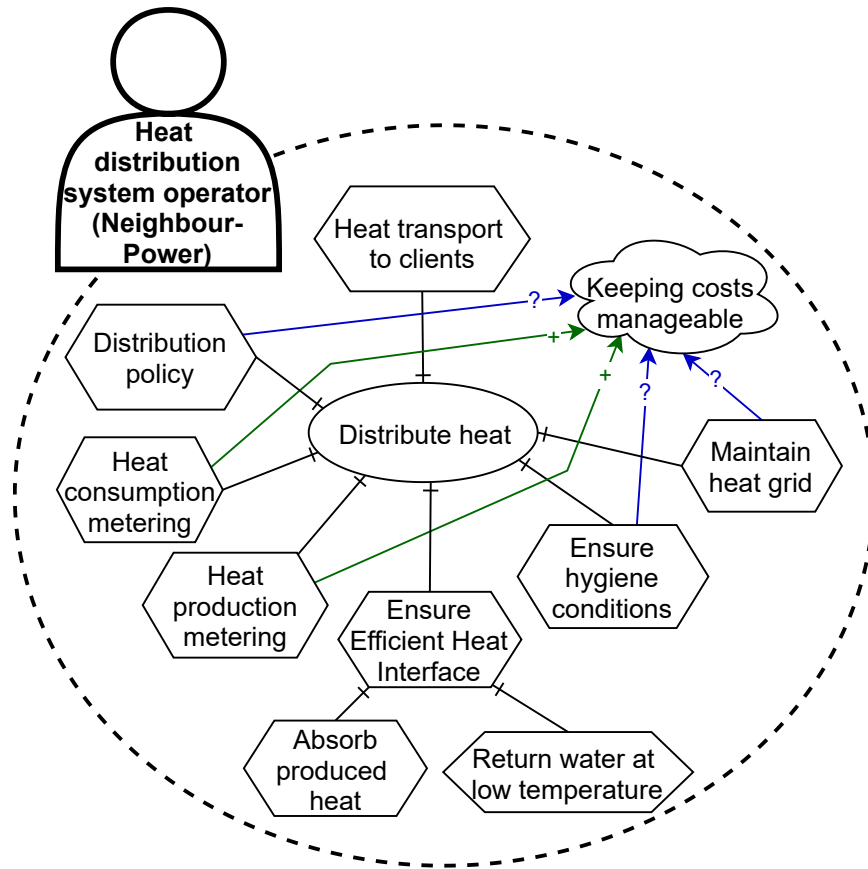 Heat
distribution
system operator
(Neighbour-
Power)
Heat transport
to clients
Keeping costs
manageable
?
+
Distribution
policy
+
?
?
Distribute heat
Maintain
heat grid
Heat
consumption
metering
Ensure
hygiene
conditions
Heat
production
metering
Ensure
Efficient Heat
Interface
Absorb
produced
heat
Return water at
low temperature